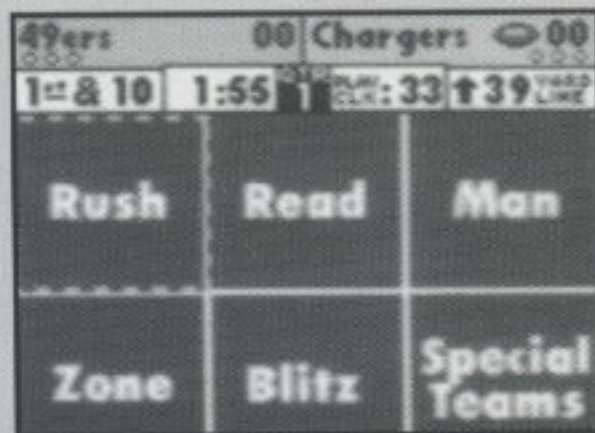 49ers 00 Chargers 00
1st & 10 1:55 QTR 1 PLAY CLK :33 39 YARD LINE
Rush Read Man
Zone Blitz Special Teams